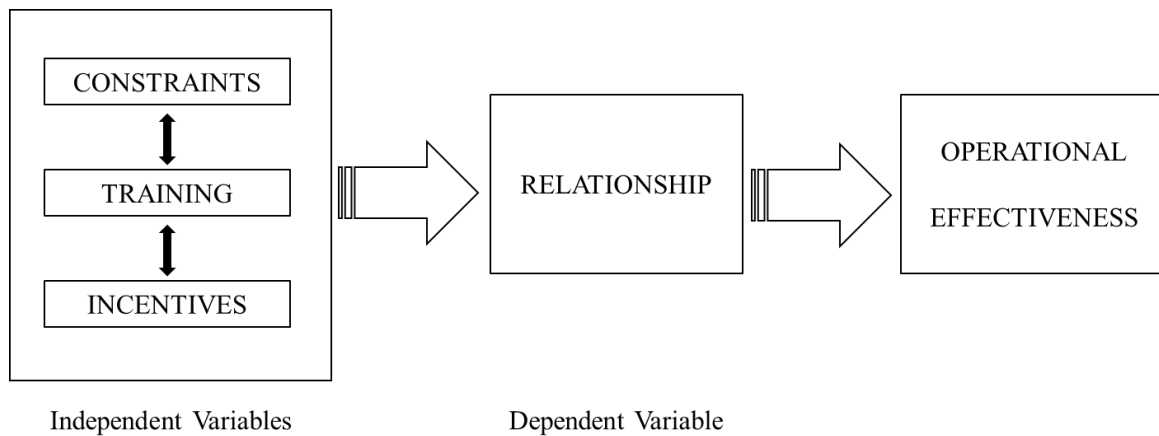 CONSTRAINTS
TRAINING
INCENTIVES
RELATIONSHIP
OPERATIONAL
EFFECTIVENESS
Independent Variables
Dependent Variable